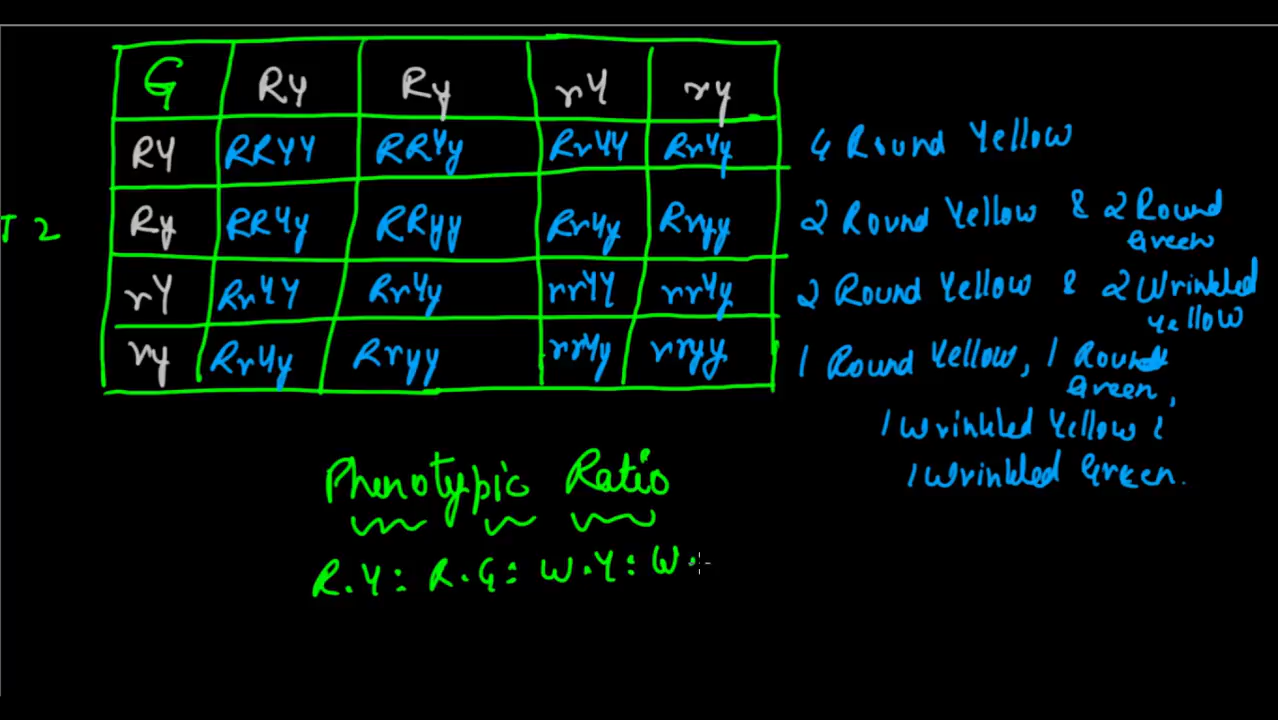 G RY Ry rY ry
RY RRYY RRYy RrYY RrYy 4 Round Yellow
Ry RRYy RRyy RrYy Rryy 2 Round Yellow & 2 Round
Green
T 2
rY RrYY RrYy rrYY rrYy 2 Round Yellow & 2 Wrinkled
Yellow
ry RrYy Rryy rrYy rryy 1 Round Yellow, 1 Round
Green,
1 Wrinkled Yellow &
1 Wrinkled Green.
Phenotypic Ratio
R.Y: R.G: W.Y: W.